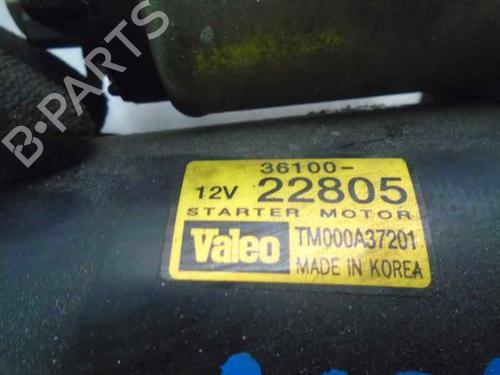 B-PARTS
36100-
12V 22805
STARTER MOTOR
Valeo TM000A37201
MADE IN KOREA